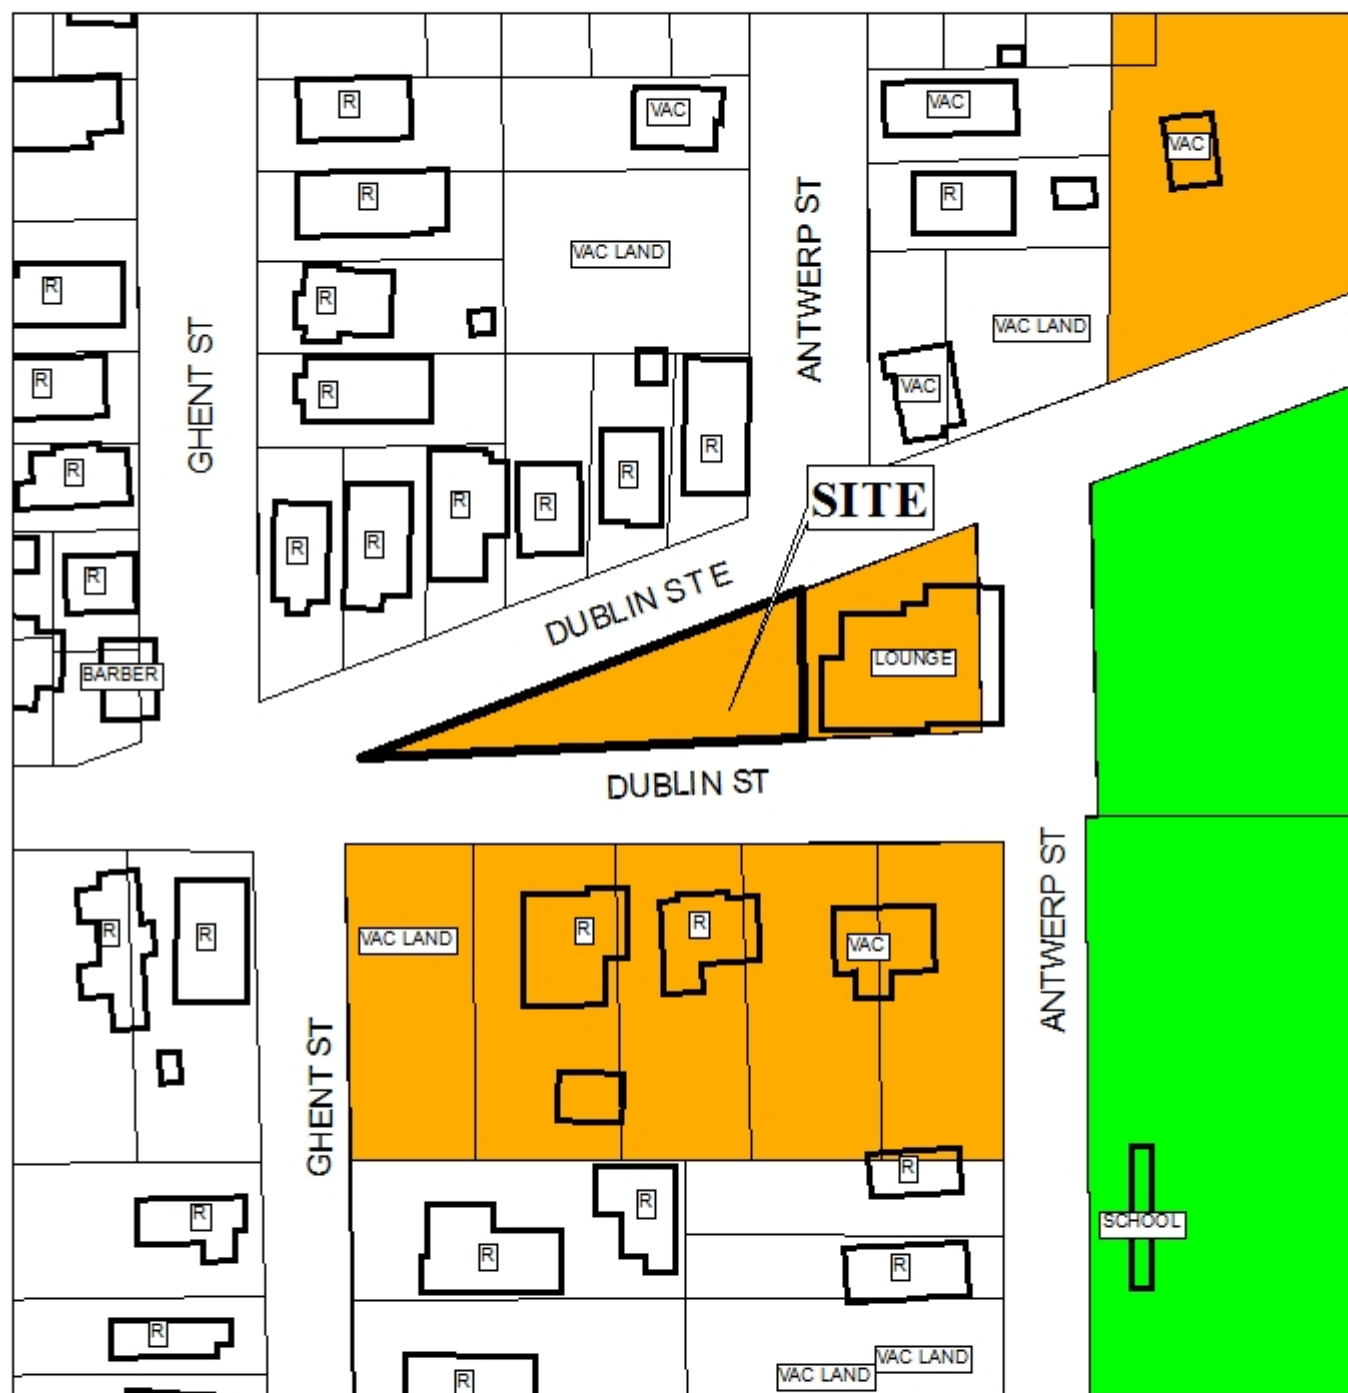 R
VAC
VAC
VAC
R
R
VAC LAND
ANTWERP ST
R
R
VAC LAND
GHENT ST
R
R
VAC
R
R
R
R
R
SITE
R
R
R
DUBLIN ST E
LOUNGE
BARBER
DUBLIN ST
R
R
VAC LAND
R
R
VAC
ANTWERP ST
GHENT ST
R
R
R
R
SCHOOL
R
R
R
VAC LAND
VAC LAND
R